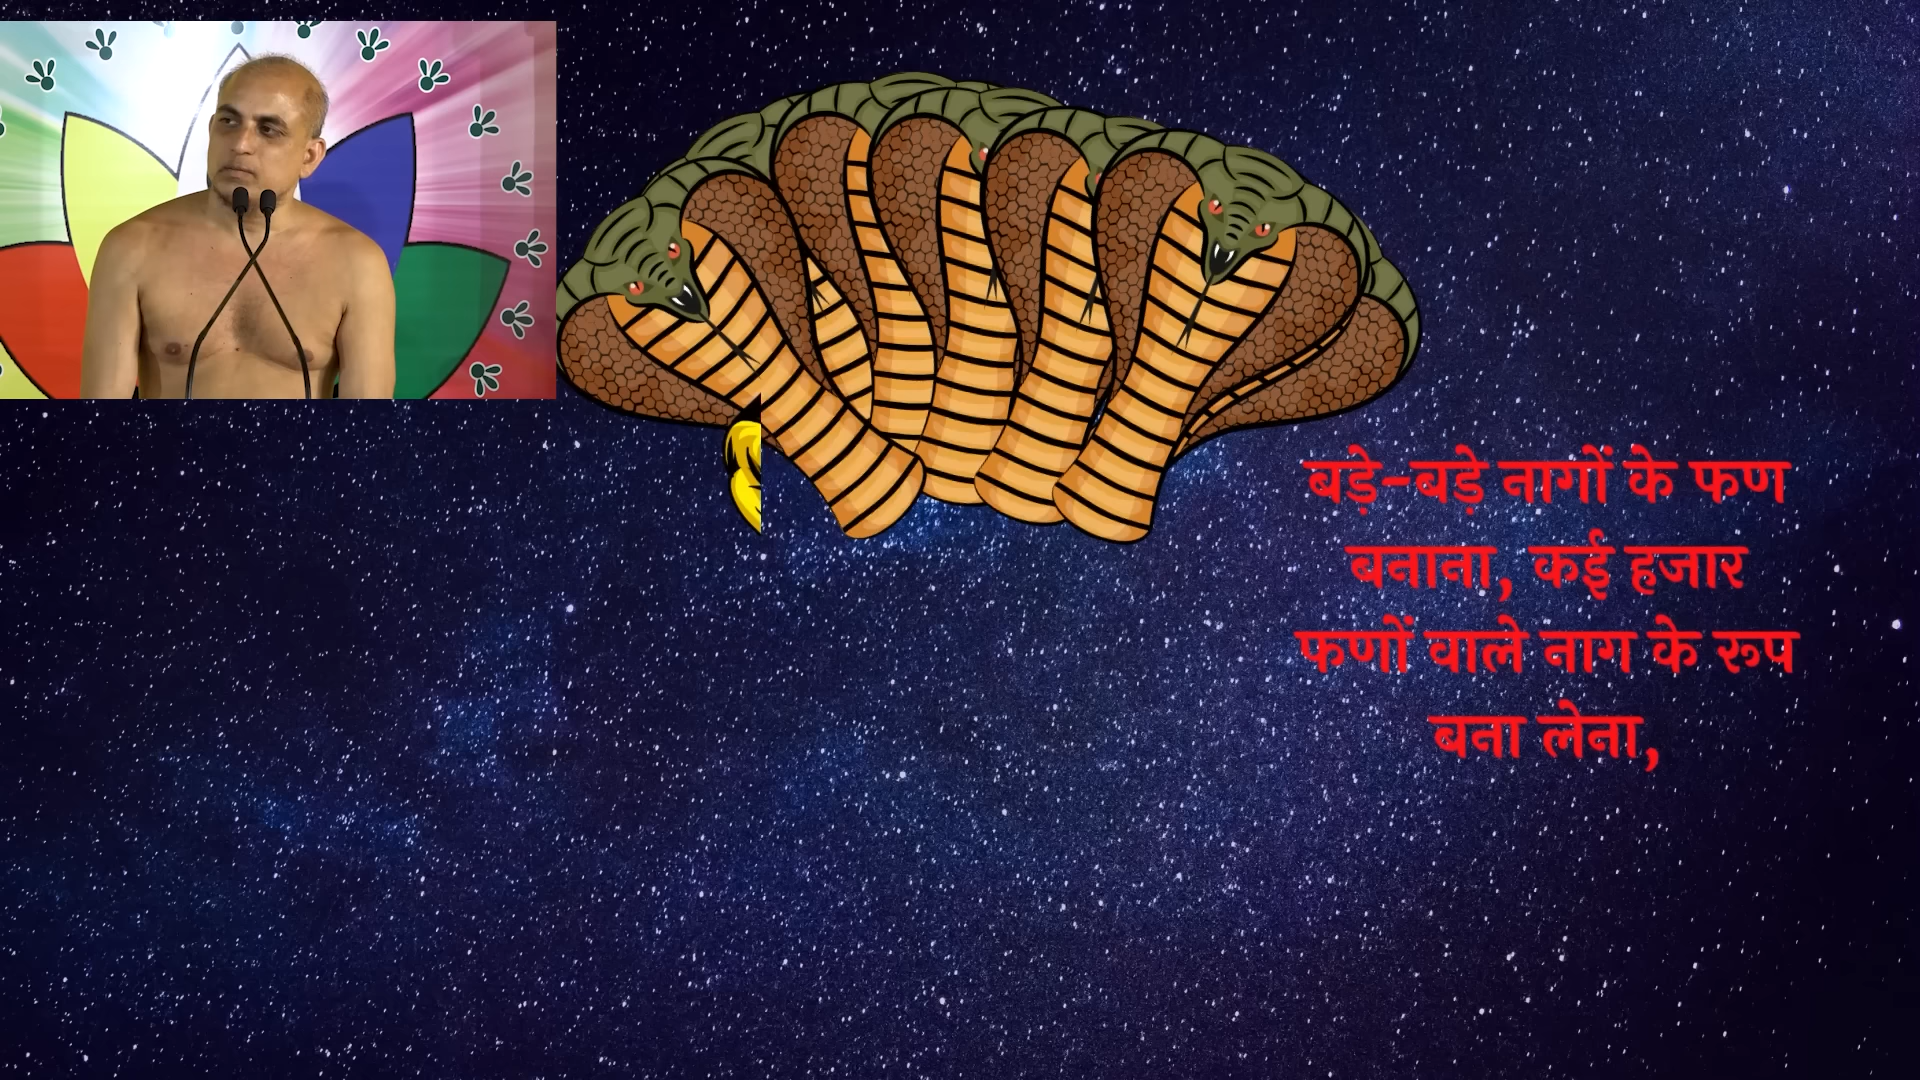 बड़े-बड़े नागों के फण
बनाना, कई हजार
फणों वाले नाग के रूप
बना लेना,